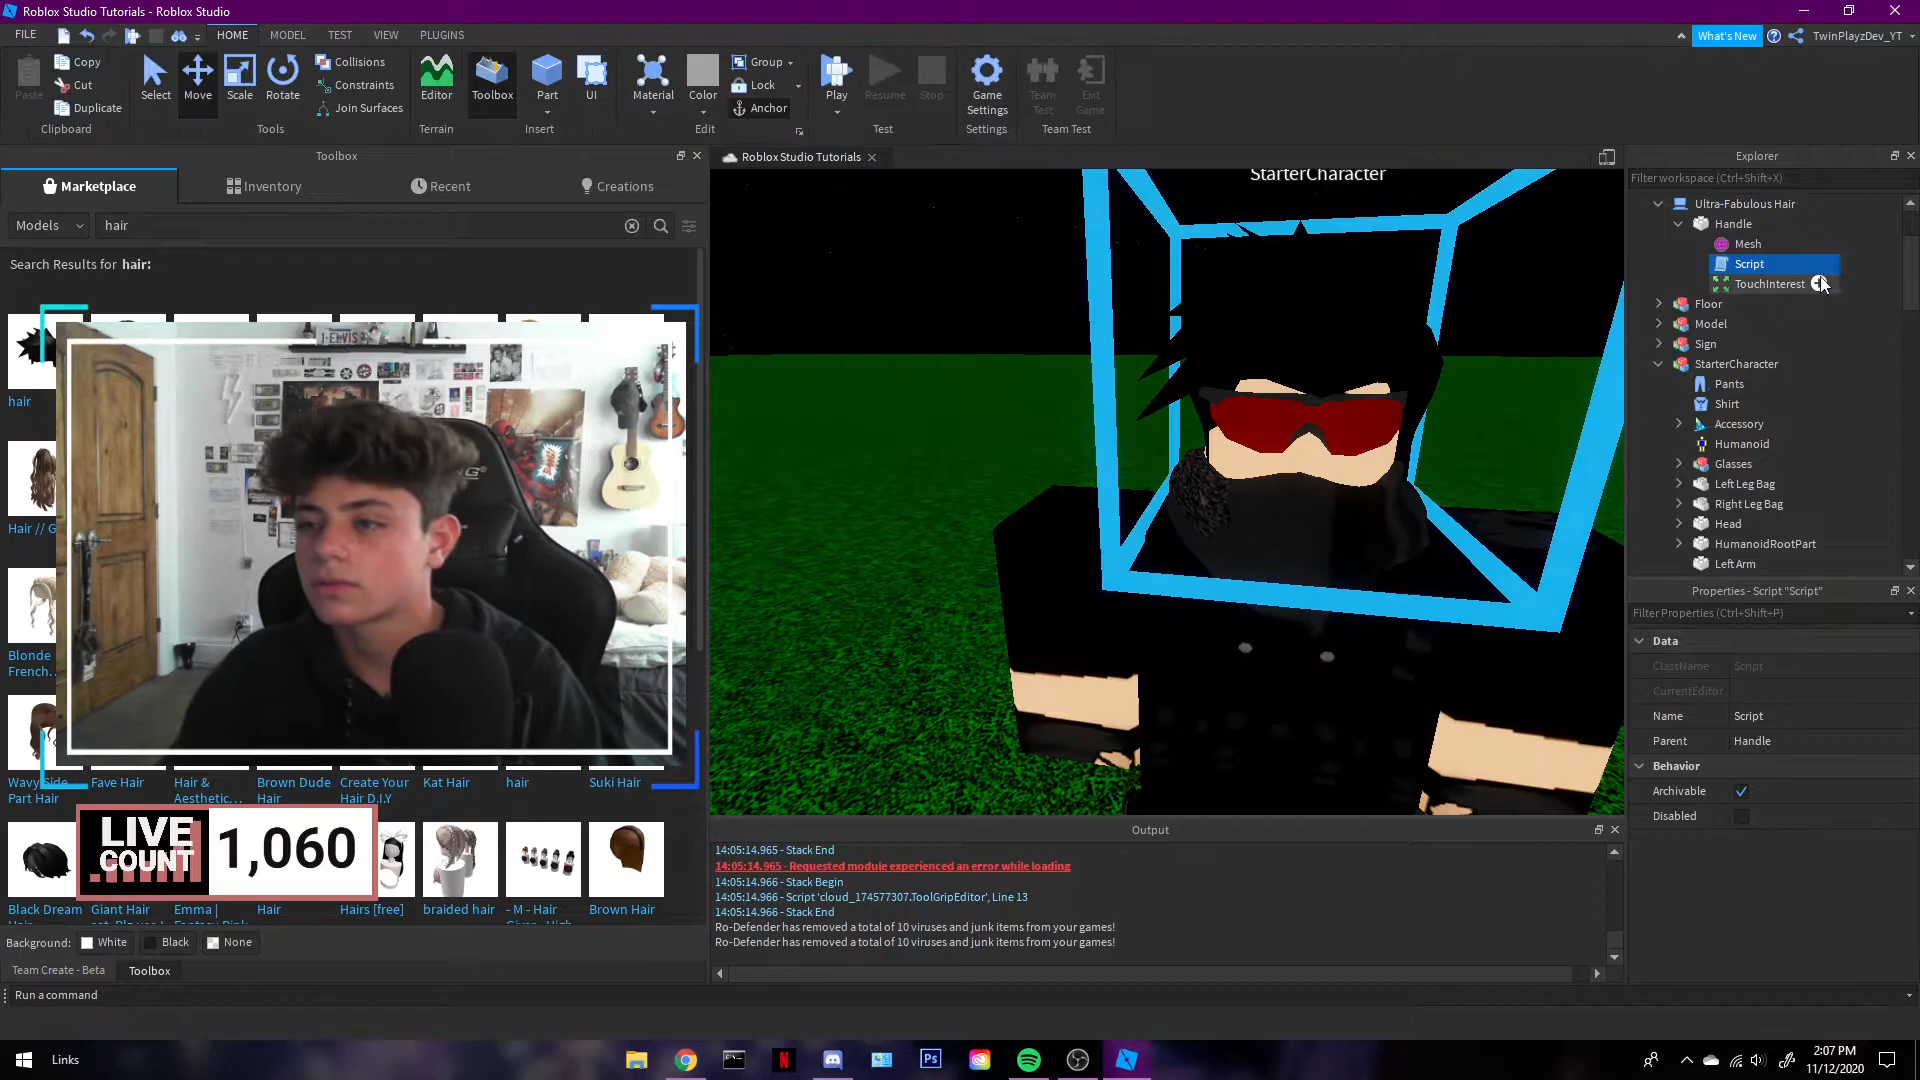 Roblox Studio Tutorials - Roblox Studio
FILE
HOME
MODEL
TEST
VIEW
PLUGINS
What's New
TwinPlayzDev_YT
Paste
Copy
Cut
Duplicate
Clipboard
Select
Move
Scale
Rotate
Collisions
Constraints
Join Surfaces
Tools
Editor
Terrain
Toolbox
Part
UI
Insert
Material
Color
Group
Lock
Anchor
Edit
Play
Resume
Stop
Test
Game Settings
Settings
Team Test
Exit Game
Team Test
Toolbox
Marketplace
Inventory
Recent
Creations
Models
hair
Search Results for hair:
hair
Hair // G
Blonde
French...
Wavy Side
Part Hair
Fave Hair
Hair &
Aesthetic...
Brown Dude
Hair
Create Your
Hair D.I.Y
Kat Hair
hair
Suki Hair
J·ELVIS
LIVE
COUNT
1,060
Black Dream
Giant Hair
Emma |
Hair
Hairs [free]
braided hair
- M - Hair
Brown Hair
Background:
White
Black
None
Team Create - Beta
Toolbox
Run a command
Roblox Studio Tutorials
StarterCharacter
Output
14:05:14.965 - Stack End
14:05:14.965 - Requested module experienced an error while loading
14:05:14.966 - Stack Begin
14:05:14.966 - Script 'cloud_174577307.ToolGripEditor', Line 13
14:05:14.966 - Stack End
Ro-Defender has removed a total of 10 viruses and junk items from your games!
Ro-Defender has removed a total of 10 viruses and junk items from your games!
Explorer
Filter workspace (Ctrl+Shift+X)
Ultra-Fabulous Hair
Handle
Mesh
Script
TouchInterest
Floor
Model
Sign
StarterCharacter
Pants
Shirt
Accessory
Humanoid
Glasses
Left Leg Bag
Right Leg Bag
Head
HumanoidRootPart
Left Arm
Properties - Script "Script"
Filter Properties (Ctrl+Shift+P)
Data
ClassName Script
CurrentEditor
Name Script
Parent Handle
Behavior
Archivable
Disabled
Links
Ps
2:07 PM
11/12/2020